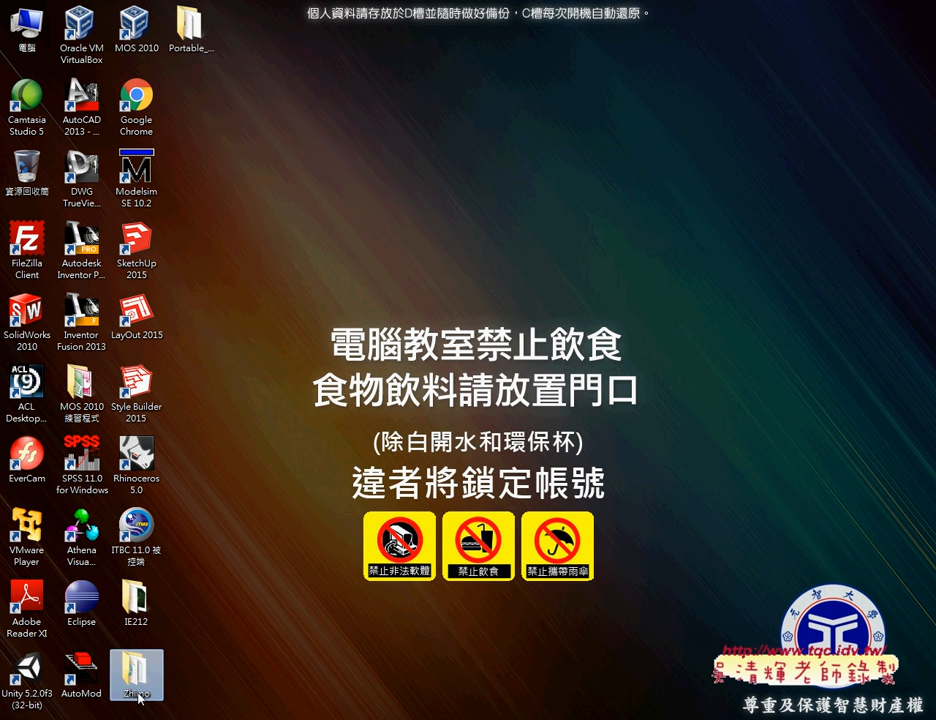 個人資料請存放於D槽並隨時做好備份，C槽每次開機自動還原。
電腦
Oracle VM
VirtualBox
MOS 2010
Portable_...
Camtasia
Studio 5
AutoCAD
2013 - ...
Google
Chrome
資源回收筒
DWG
TrueVie...
Modelsim
SE 10.2
FileZilla
Client
Autodesk
Inventor P...
SketchUp
2015
SolidWorks
2010
Inventor
Fusion 2013
LayOut 2015
ACL
Desktop...
MOS 2010
練習程式
Style Builder
2015
EverCam
SPSS 11.0
for Windows
Rhinoceros
5.0
VMware
Player
Athena
Visua...
ITBC 11.0 被
控端
Adobe
Reader XI
Eclipse
IE212
Unity 5.2.0f3
(32-bit)
AutoMod
電腦教室禁止飲食
食物飲料請放置門口
(除白開水和環保杯)
違者將鎖定帳號
禁止非法軟體
禁止飲食
禁止攜帶雨傘
元智大學
http://www.tqc.idv.tw/
吳清輝老師錄製
尊重及保護智慧財產權